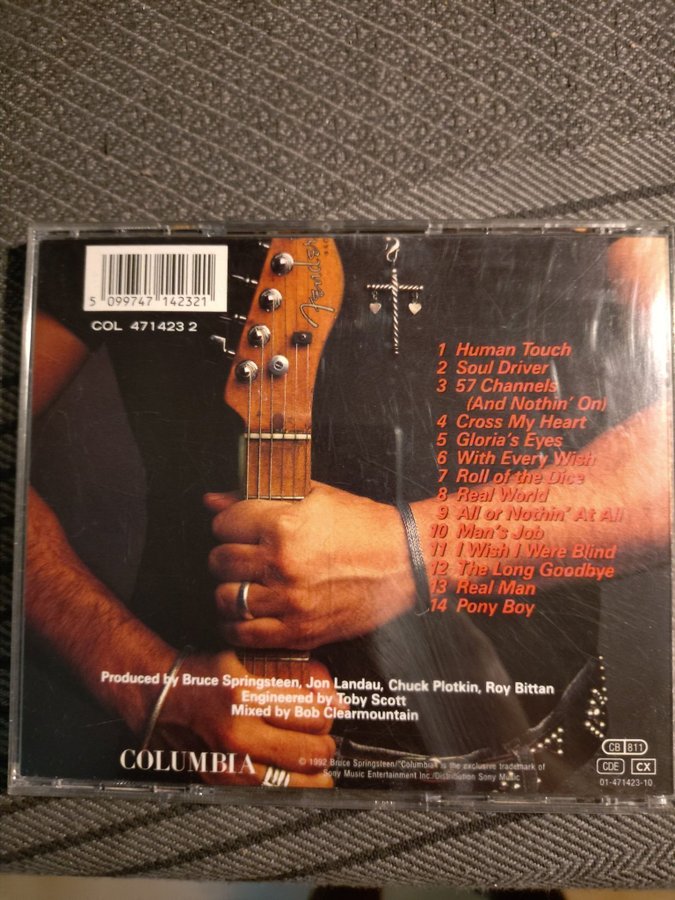 5 099747 142321
COL 471423 2
Fender
1 Human Touch
2 Soul Driver
3 57 Channels
(And Nothin' On)
4 Cross My Heart
5 Gloria's Eyes
6 With Every Wish
7 Roll of the Dice
8 Real World
9 All or Nothin' At All
10 Man's Job
11 I Wish I Were Blind
12 The Long Goodbye
13 Real Man
14 Pony Boy
Produced by Bruce Springsteen, Jon Landau, Chuck Plotkin, Roy Bittan
Engineered by Toby Scott
Mixed by Bob Clearmountain
COLUMBIA
© 1992 Bruce Springsteen/"Columbia" is the exclusive trademark of
Sony Music Entertainment Inc./Distribution Sony Music
CB 811
CDE CX
01-471423-10